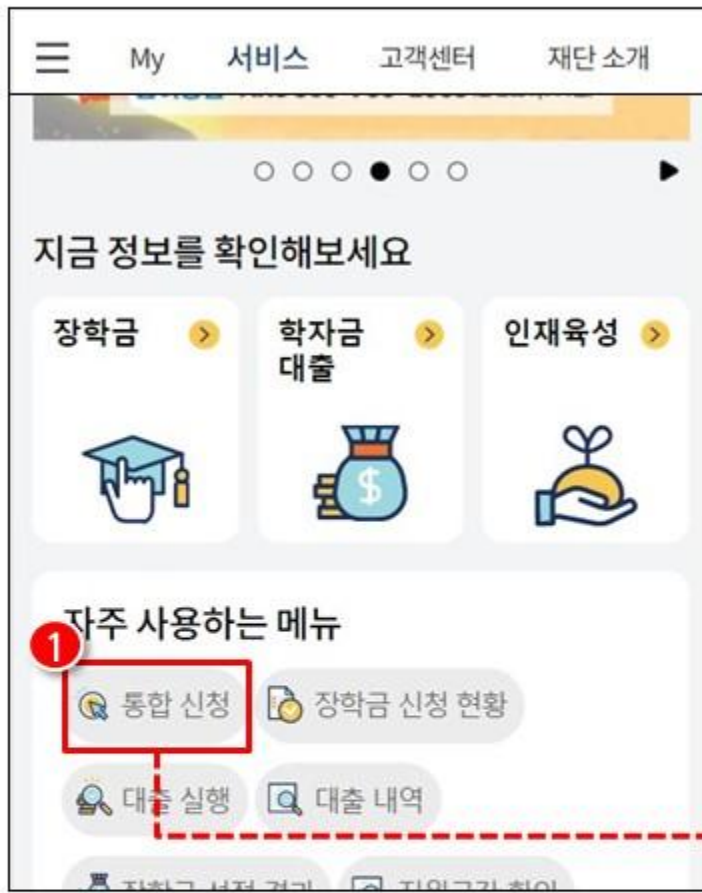 My 서비스 고객센터 재단 소개
지금 정보를 확인해보세요
장학금 학자금 인재육성
대출
$
자주 사용하는 메뉴
1
통합 신청 장학금 신청 현황
대출 실행 대출 내역